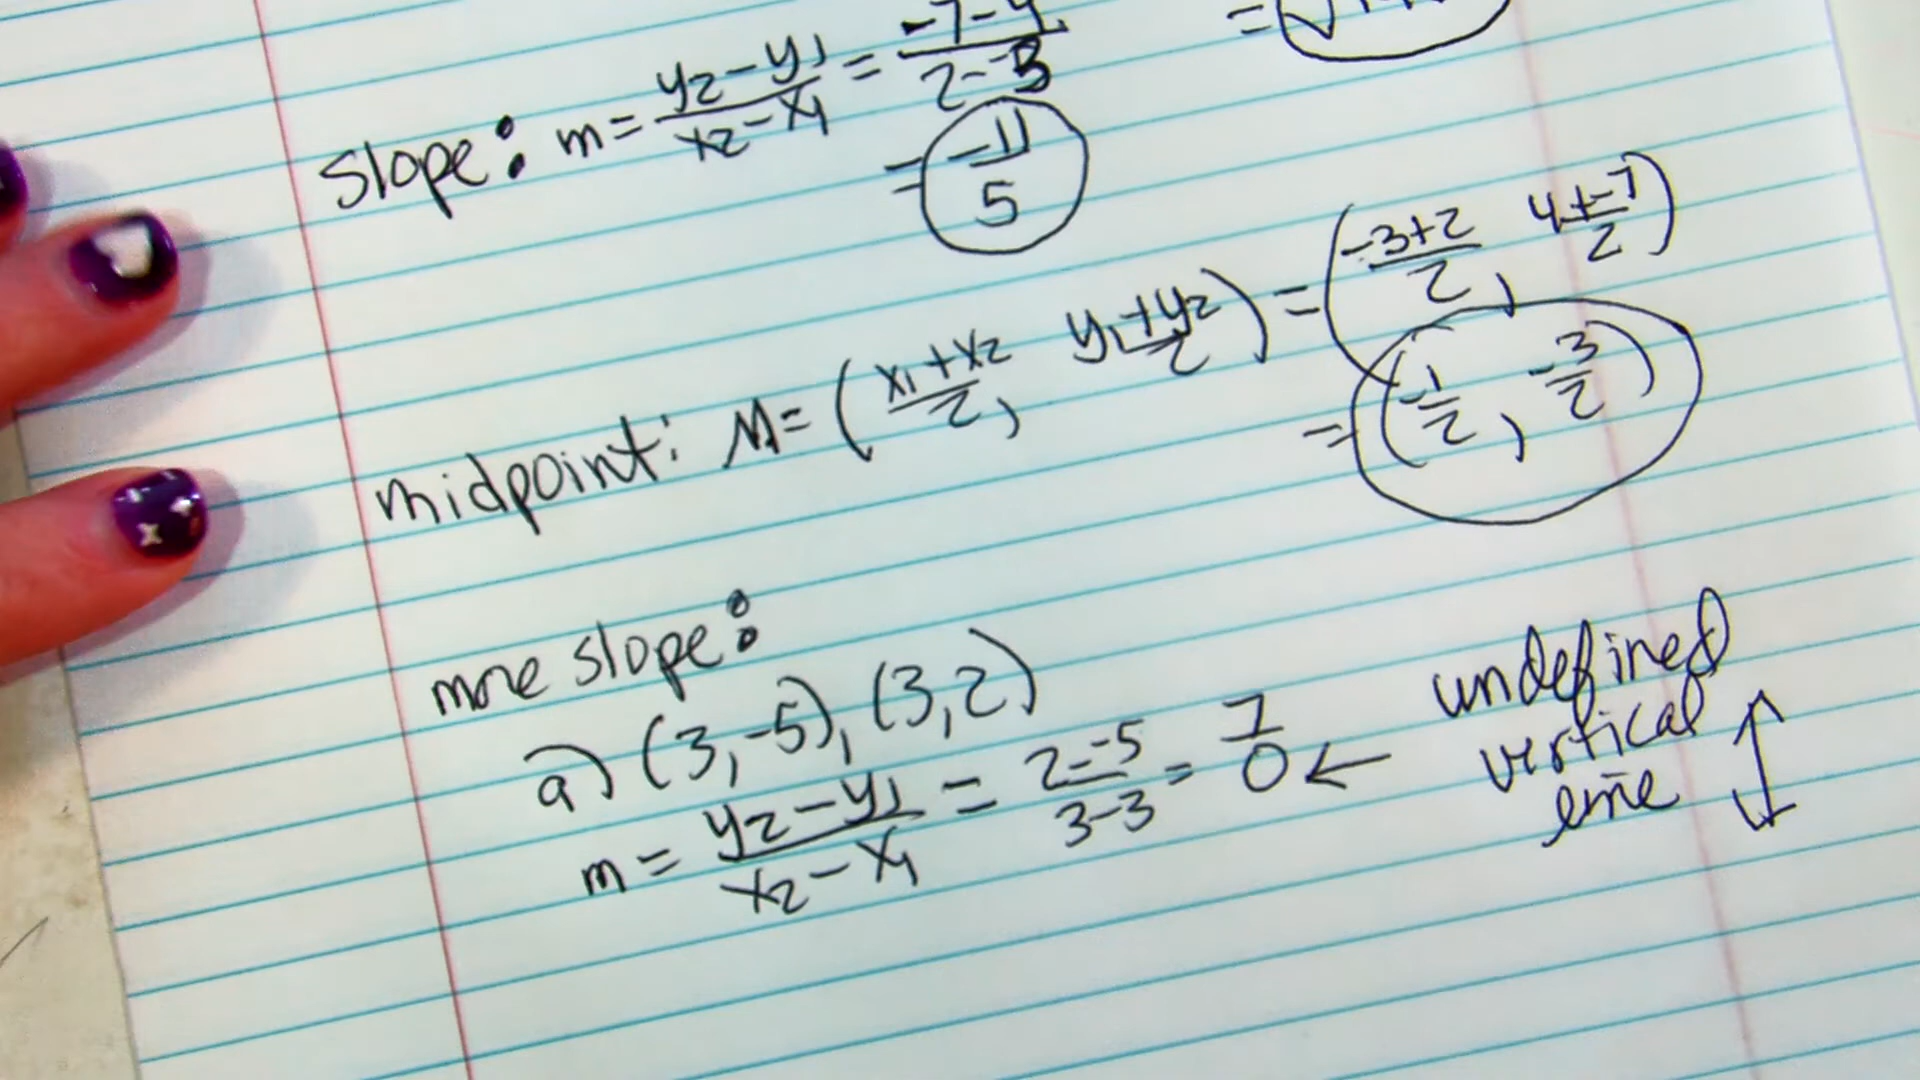 slope: m = y2 - y1 / x2 - x1 = -7-4 / 2--3
= -11 / 5
midpoint: M = (x1+x2 / 2, y1+y2 / 2) = (-3+2 / 2, 4+-7 / 2)
= (-1/2, -3/2)
more slope:
a) (3,-5), (3,2)
m = y2 - y1 / x2 - x1 = 2--5 / 3-3 = 7 / 0 ← undefined
vertical
line